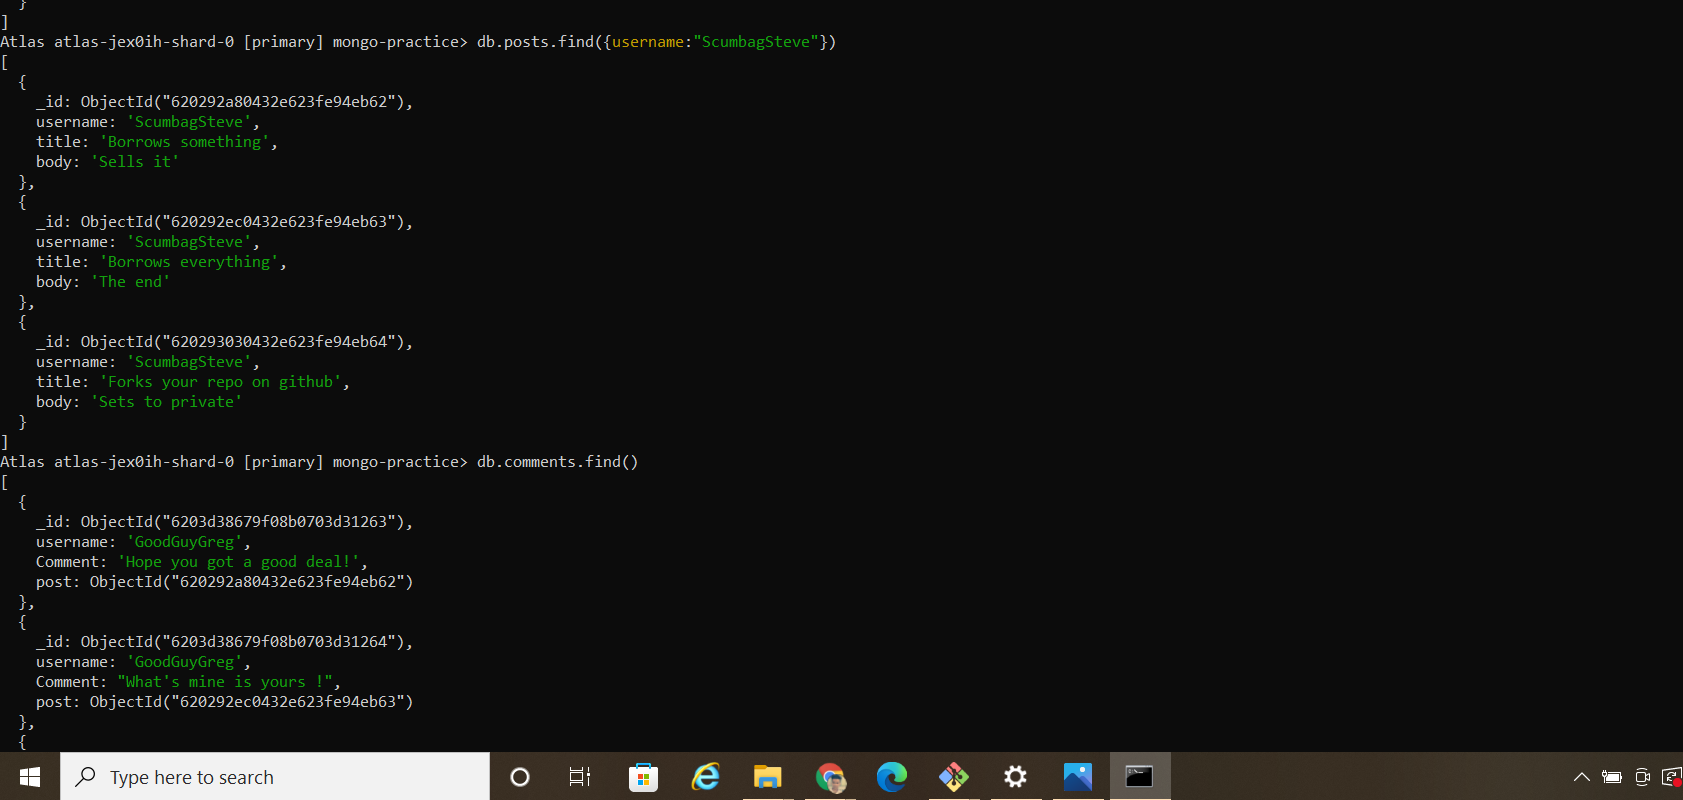 }
]
Atlas atlas-jex0ih-shard-0 [primary] mongo-practice> db.posts.find({username:"ScumbagSteve"})
[
  {
    _id: ObjectId("620292a80432e623fe94eb62"),
    username: 'ScumbagSteve',
    title: 'Borrows something',
    body: 'Sells it'
  },
  {
    _id: ObjectId("620292ec0432e623fe94eb63"),
    username: 'ScumbagSteve',
    title: 'Borrows everything',
    body: 'The end'
  },
  {
    _id: ObjectId("620293030432e623fe94eb64"),
    username: 'ScumbagSteve',
    title: 'Forks your repo on github',
    body: 'Sets to private'
  }
]
Atlas atlas-jex0ih-shard-0 [primary] mongo-practice> db.comments.find()
[
  {
    _id: ObjectId("6203d38679f08b0703d31263"),
    username: 'GoodGuyGreg',
    Comment: 'Hope you got a good deal!',
    post: ObjectId("620292a80432e623fe94eb62")
  },
  {
    _id: ObjectId("6203d38679f08b0703d31264"),
    username: 'GoodGuyGreg',
    Comment: "What's mine is yours !",
    post: ObjectId("620292ec0432e623fe94eb63")
  },
  {
Type here to search